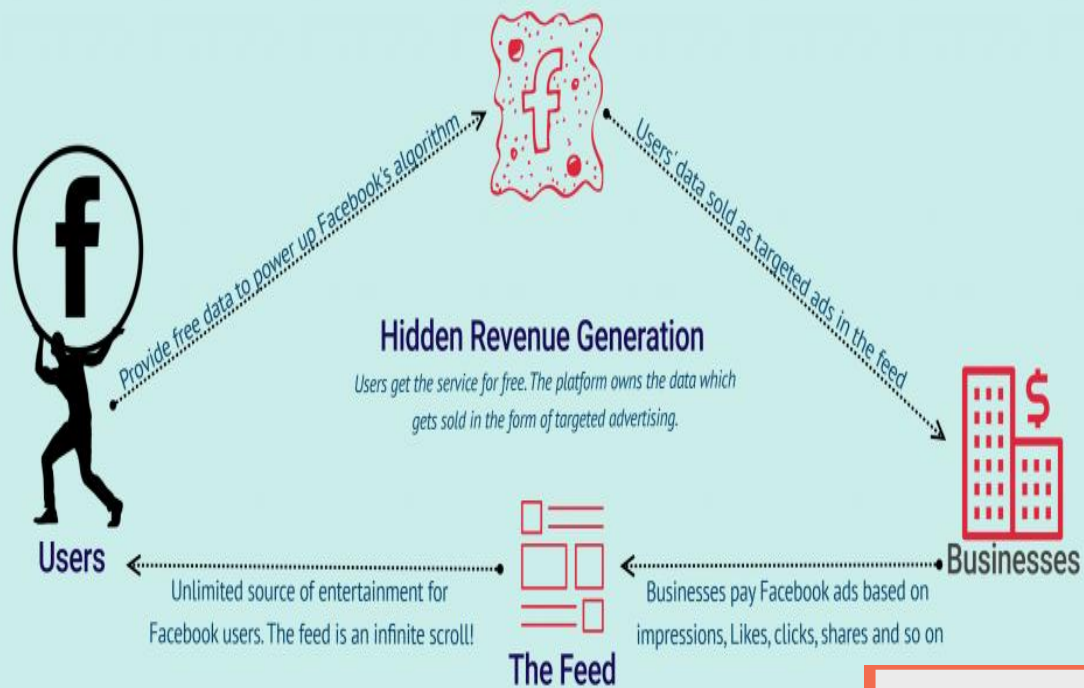 f
f
Provide free data to power up Facebook's algorithm
Users' data sold as targeted ads in the feed
Hidden Revenue Generation
Users get the service for free. The platform owns the data which
gets sold in the form of targeted advertising.
$
Users
Unlimited source of entertainment for
Facebook users. The feed is an infinite scroll!
The Feed
Businesses pay Facebook ads based on
impressions, Likes, clicks, shares and so on
Businesses